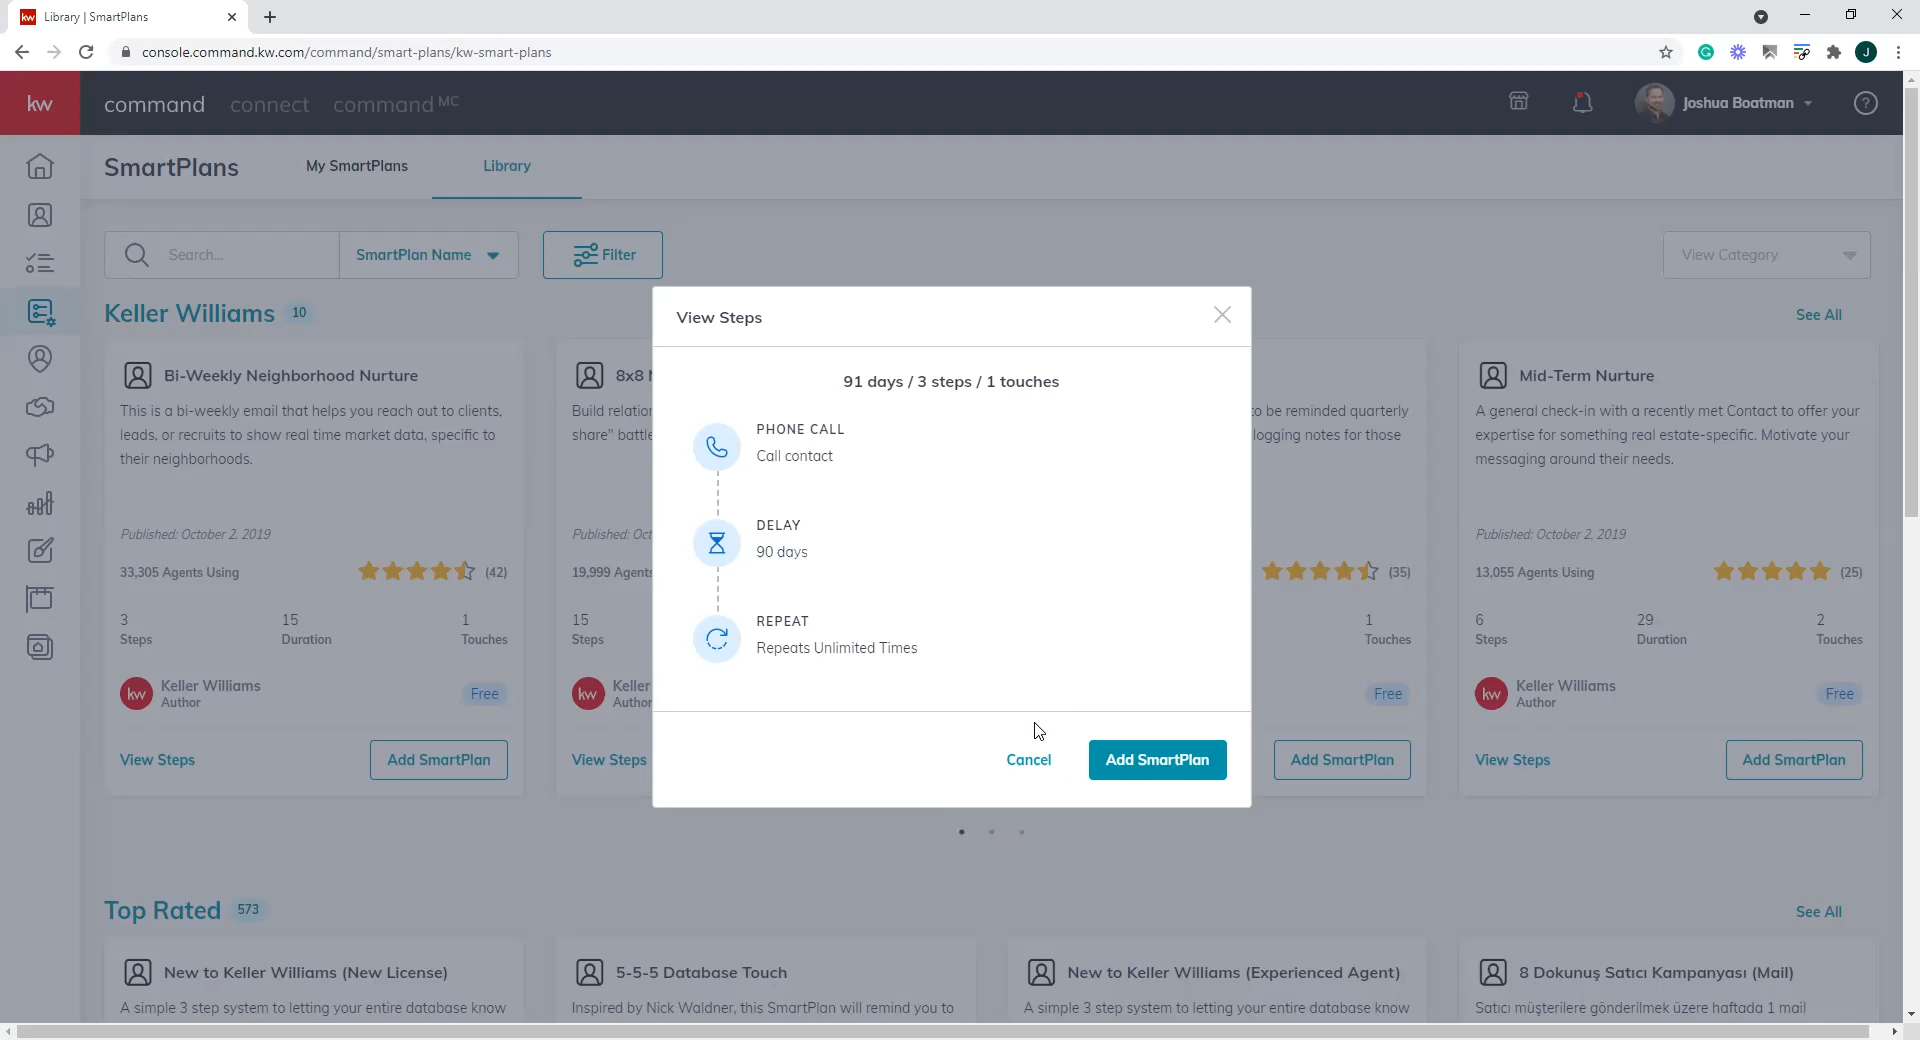 Library | SmartPlans
console.command.kw.com/command/smart-plans/kw-smart-plans
J
kw
command
connect
command MC
Joshua Boatman
SmartPlans
My SmartPlans
Library
Search...
SmartPlan Name
Filter
View Category
Keller Williams 10
See All
Bi-Weekly Neighborhood Nurture
This is a bi-weekly email that helps you reach out to clients,
leads, or recruits to show real time market data, specific to
their neighborhoods.
Published: October 2, 2019
33,305 Agents Using
(42)
3
Steps
15
Duration
1
Touches
kw
Keller Williams
Author
Free
View Steps
Add SmartPlan
8x8
Build
share" battle
Published:
19,999 Agents
15
Steps
kw
Keller
Author
View Steps
View Steps
91 days / 3 steps / 1 touches
PHONE CALL
Call contact
DELAY
90 days
REPEAT
Repeats Unlimited Times
Cancel
Add SmartPlan
to be reminded quarterly
logging notes for those
(35)
1
Touches
Free
Add SmartPlan
Mid-Term Nurture
A general check-in with a recently met Contact to offer your
expertise for something real estate-specific. Motivate your
messaging around their needs.
Published: October 2, 2019
13,055 Agents Using
(25)
6
Steps
29
Duration
2
Touches
kw
Keller Williams
Author
Free
View Steps
Add SmartPlan
Top Rated 573
See All
New to Keller Williams (New License)
A simple 3 step system to letting your entire database know
5-5-5 Database Touch
Inspired by Nick Waldner, this SmartPlan will remind you to
New to Keller Williams (Experienced Agent)
A simple 3 step system to letting your entire database know
8 Dokunuş Satıcı Kampanyası (Mail)
Satıcı müşterilere gönderilmek üzere haftada 1 mail